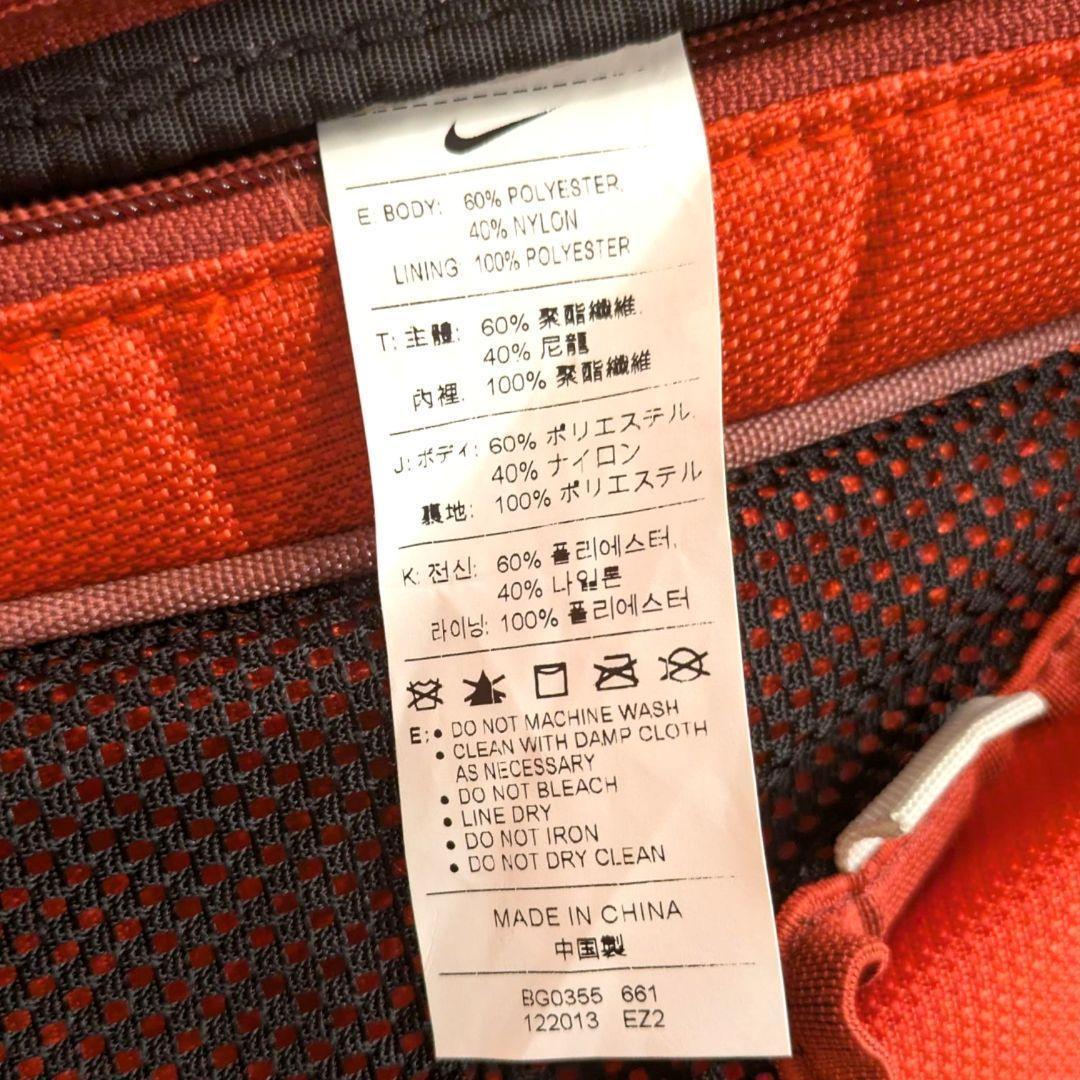 E: BODY: 60% POLYESTER,
40% NYLON
LINING: 100% POLYESTER
T: 主體: 60% 聚酯纖維,
40% 尼龍
內裡: 100% 聚酯纖維
J: ボディ: 60% ポリエステル,
40% ナイロン
裏地: 100% ポリエステル
K: 전신: 60% 폴리에스터,
40% 나일론
라이닝: 100% 폴리에스터
E: • DO NOT MACHINE WASH
• CLEAN WITH DAMP CLOTH
AS NECESSARY
• DO NOT BLEACH
• LINE DRY
• DO NOT IRON
• DO NOT DRY CLEAN
MADE IN CHINA
中国製
BG0355 661
122013 EZ2